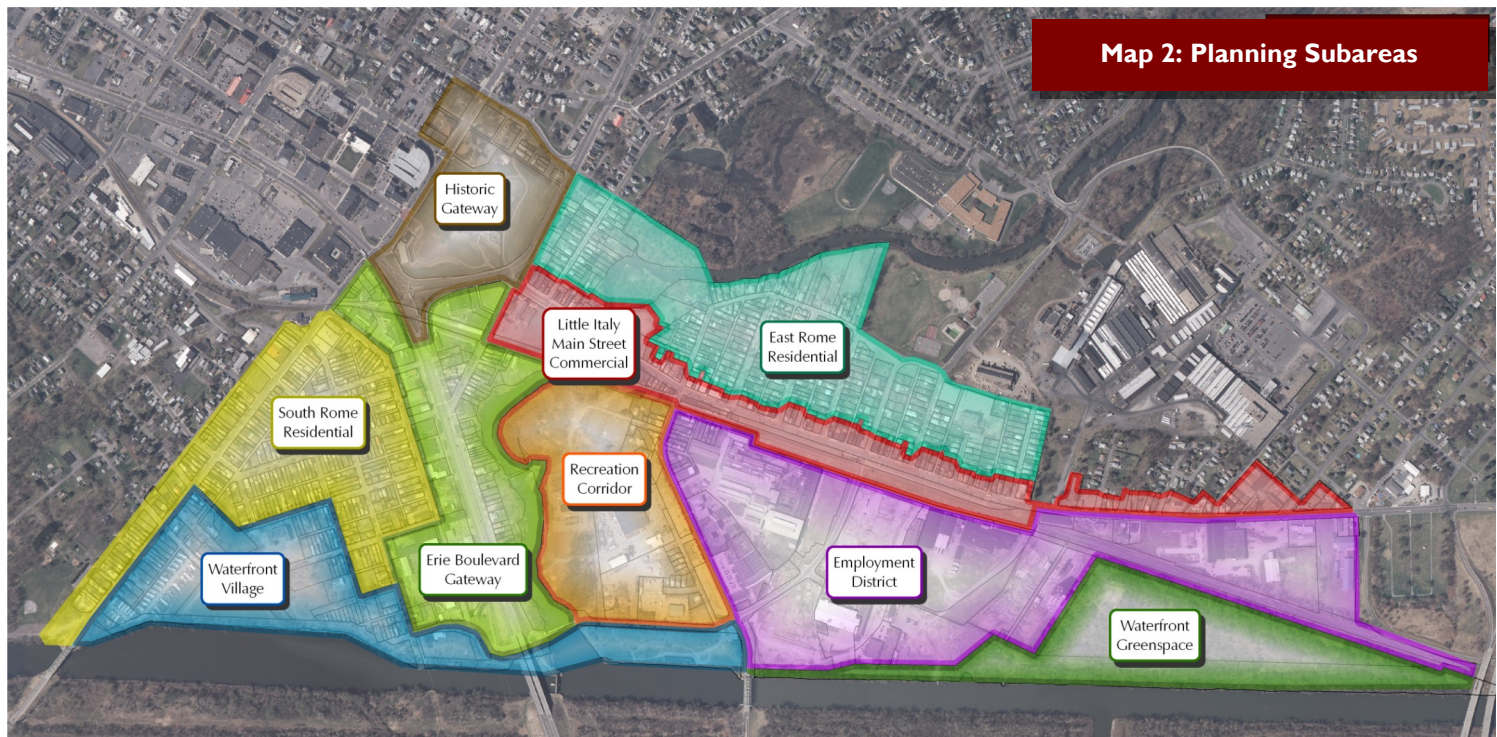 Map 2: Planning Subareas
Historic
Gateway
Little Italy
Main Street
Commercial
East Rome
Residential
South Rome
Residential
Recreation
Corridor
Waterfront
Village
Erie Boulevard
Gateway
Employment
District
Waterfront
Greenspace